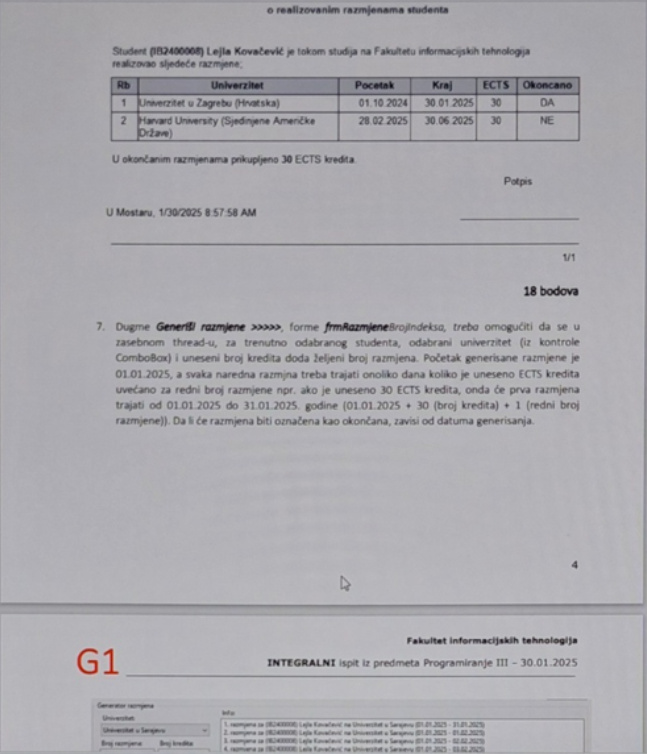 o realizovanim razmjenama studenta
Student (IB2400008) Lejla Kovačević je tokom studija na Fakultetu informacijskih tehnologija
realizovao sljedeće razmjene:
Rb Univerzitet Pocetak Kraj ECTS Okoncano
1 Univerzitet u Zagrebu (Hrvatska) 01.10.2024 30.01.2025 30 DA
2 Harvard University (Sjedinjene Američke Države) 28.02.2025 30.06.2025 30 NE
U okončanim razmjenama prikupljeno 30 ECTS kredita.
Potpis
U Mostaru, 1/30/2025 8:57:58 AM
1/1
18 bodova
7. Dugme Generiši razmjene >>>>>, forme frmRazmjeneBrojIndeksa, treba omogućiti da se u
zasebnom thread-u, za trenutno odabranog studenta, odabrani univerzitet (iz kontrole
ComboBox) i uneseni broj kredita doda željeni broj razmjena. Početak generisane razmjene je
01.01.2025, a svaka naredna razmjna treba trajati onoliko dana koliko je uneseno ECTS kredita
uvećano za redni broj razmjene npr. ako je uneseno 30 ECTS kredita, onda će prva razmjena
trajati od 01.01.2025 do 31.01.2025. godine (01.01.2025 + 30 (broj kredita) + 1 (redni broj
razmjene)). Da li će razmjena biti označena kao okončana, zavisi od datuma generisanja.
4
Fakultet informacijskih tehnologija
G1 INTEGRALNI ispit iz predmeta Programiranje III – 30.01.2025
Generator razmjena
Univerzitet:
Info:
Univerzitet u Sarajevu
1. razmjena za (IB2400008) Lejla Kovačević na Univerzitet u Sarajevu (01.01.2025 - 31.01.2025)
2. razmjena za (IB2400008) Lejla Kovačević na Univerzitet u Sarajevu (01.01.2025 - 01.02.2025)
3. razmjena za (IB2400008) Lejla Kovačević na Univerzitet u Sarajevu (01.01.2025 - 02.02.2025)
Broj razmjena: Broj kredita
4. razmjena za (IB2400008) Lejla Kovačević na Univerzitet u Sarajevu (01.01.2025 - 03.02.2025)